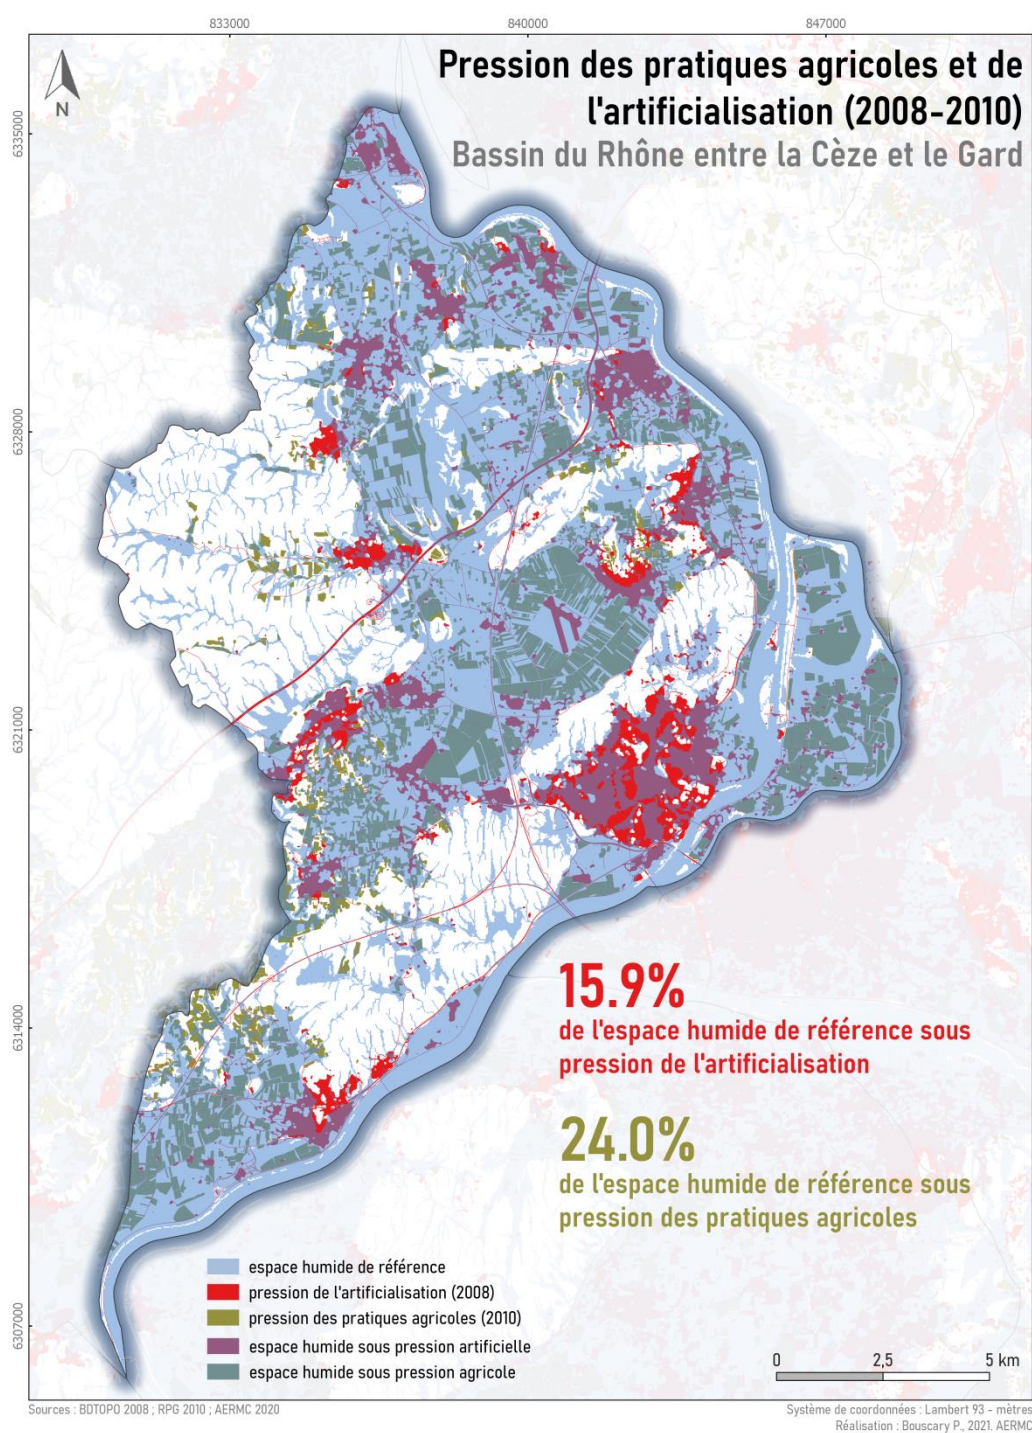 833000
840000
847000
Pression des pratiques agricoles et de
l'artificialisation (2008-2010)
Bassin du Rhône entre la Cèze et le Gard
N
6335000
6328000
6321000
6314000
6307000
15.9%
de l'espace humide de référence sous
pression de l'artificialisation
24.0%
de l'espace humide de référence sous
pression des pratiques agricoles
espace humide de référence
pression de l'artificialisation (2008)
pression des pratiques agricoles (2010)
espace humide sous pression artificielle
espace humide sous pression agricole
0 2,5 5 km
Sources : BDTOPO 2008 ; RPG 2010 ; AERMC 2020
Système de coordonnées : Lambert 93 - mètres
Réalisation : Bouscary P., 2021. AERMC